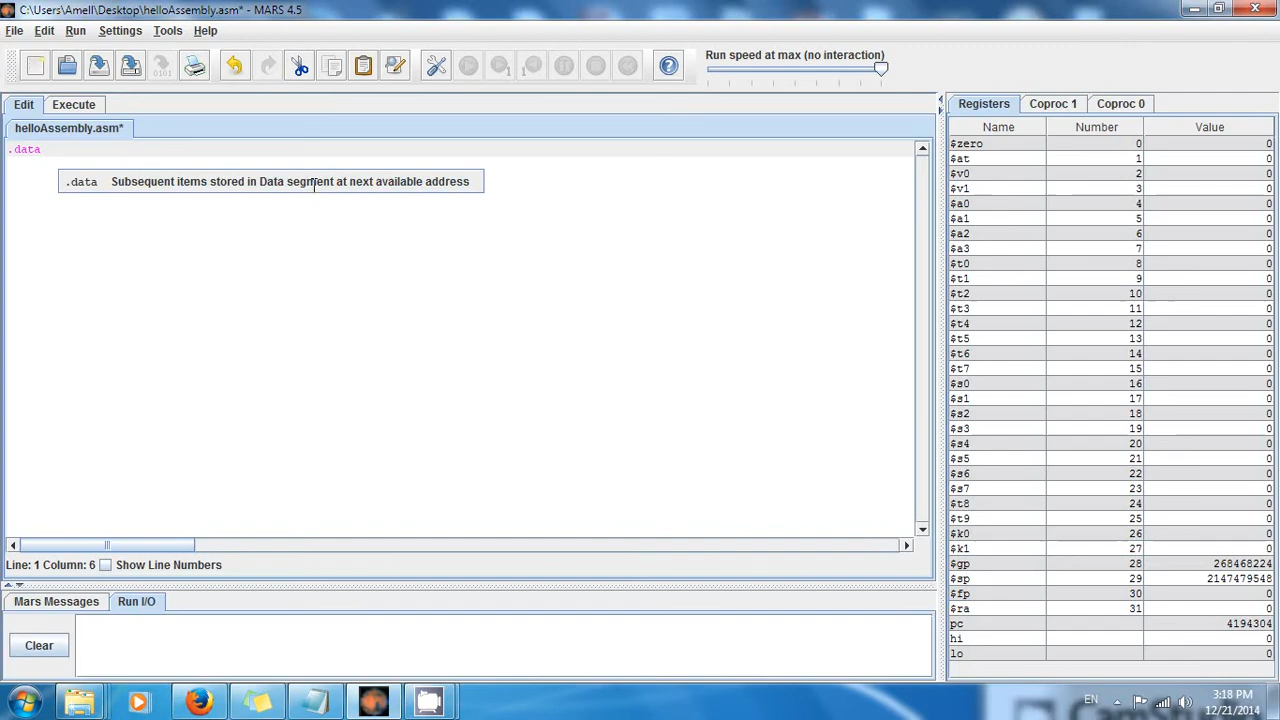 C:\Users\Amell\Desktop\helloAssembly.asm* - MARS 4.5
File Edit Run Settings Tools Help
Run speed at max (no interaction)
Edit Execute
helloAssembly.asm*
.data
.data Subsequent items stored in Data segment at next available address
Line: 1 Column: 6 Show Line Numbers
Mars Messages Run I/O
Clear
Registers Coproc 1 Coproc 0
Name Number Value
$zero 0 0
$at 1 0
$v0 2 0
$v1 3 0
$a0 4 0
$a1 5 0
$a2 6 0
$a3 7 0
$t0 8 0
$t1 9 0
$t2 10 0
$t3 11 0
$t4 12 0
$t5 13 0
$t6 14 0
$t7 15 0
$s0 16 0
$s1 17 0
$s2 18 0
$s3 19 0
$s4 20 0
$s5 21 0
$s6 22 0
$s7 23 0
$t8 24 0
$t9 25 0
$k0 26 0
$k1 27 0
$gp 28 268468224
$sp 29 2147479548
$fp 30 0
$ra 31 0
pc 4194304
hi 0
lo 0
EN
3:18 PM
12/21/2014